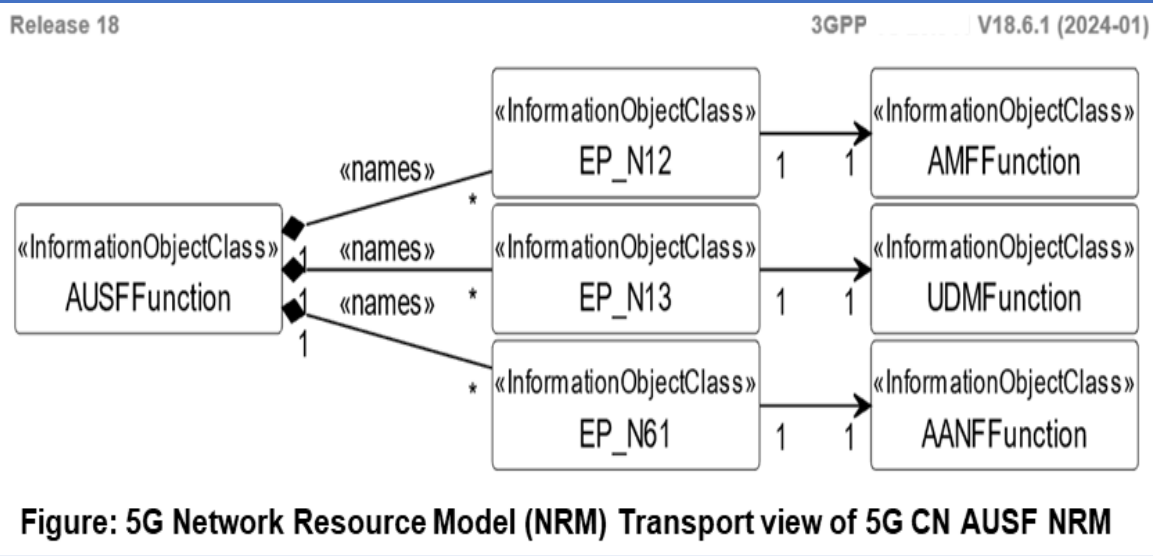 Release 18
3GPP V18.6.1 (2024-01)
«InformationObjectClass»
EP_N12
1
1
«InformationObjectClass»
AMFFunction
«names»
*
«InformationObjectClass»
AUSFFunction
1
«names»
*
«InformationObjectClass»
EP_N13
1
1
«InformationObjectClass»
UDMFunction
1
«names»
1
*
«InformationObjectClass»
EP_N61
1
1
«InformationObjectClass»
AANFFunction
Figure: 5G Network Resource Model (NRM) Transport view of 5G CN AUSF NRM